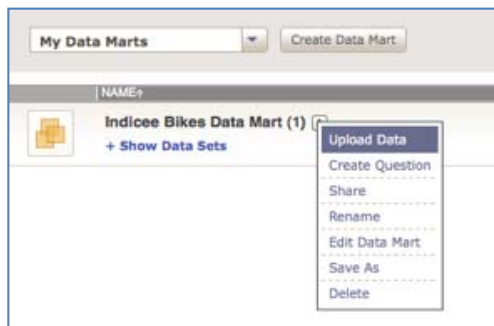 My Data Marts
Create Data Mart
NAME↑
Indicee Bikes Data Mart (1)
+ Show Data Sets
Upload Data
Create Question
Share
Rename
Edit Data Mart
Save As
Delete